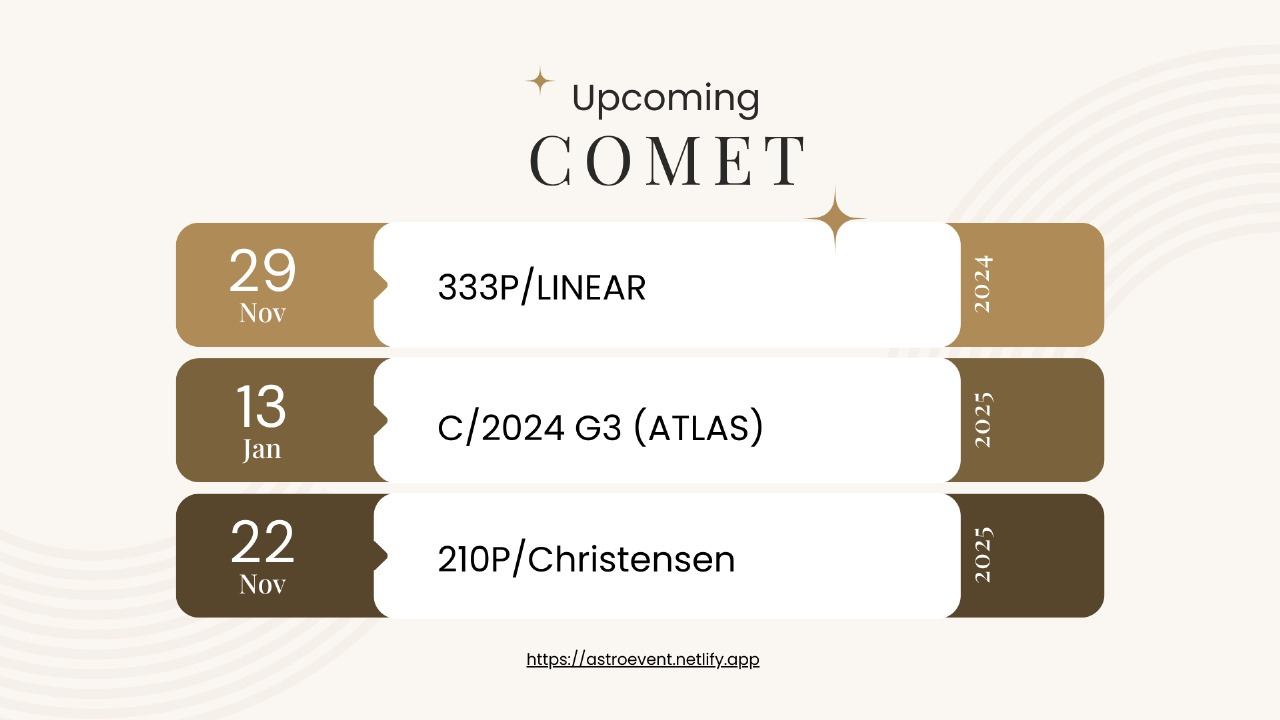 Upcoming
COMET
29
Nov
333P/LINEAR
2024
13
Jan
C/2024 G3 (ATLAS)
2025
22
Nov
210P/Christensen
2025
https://astroevent.netlify.app